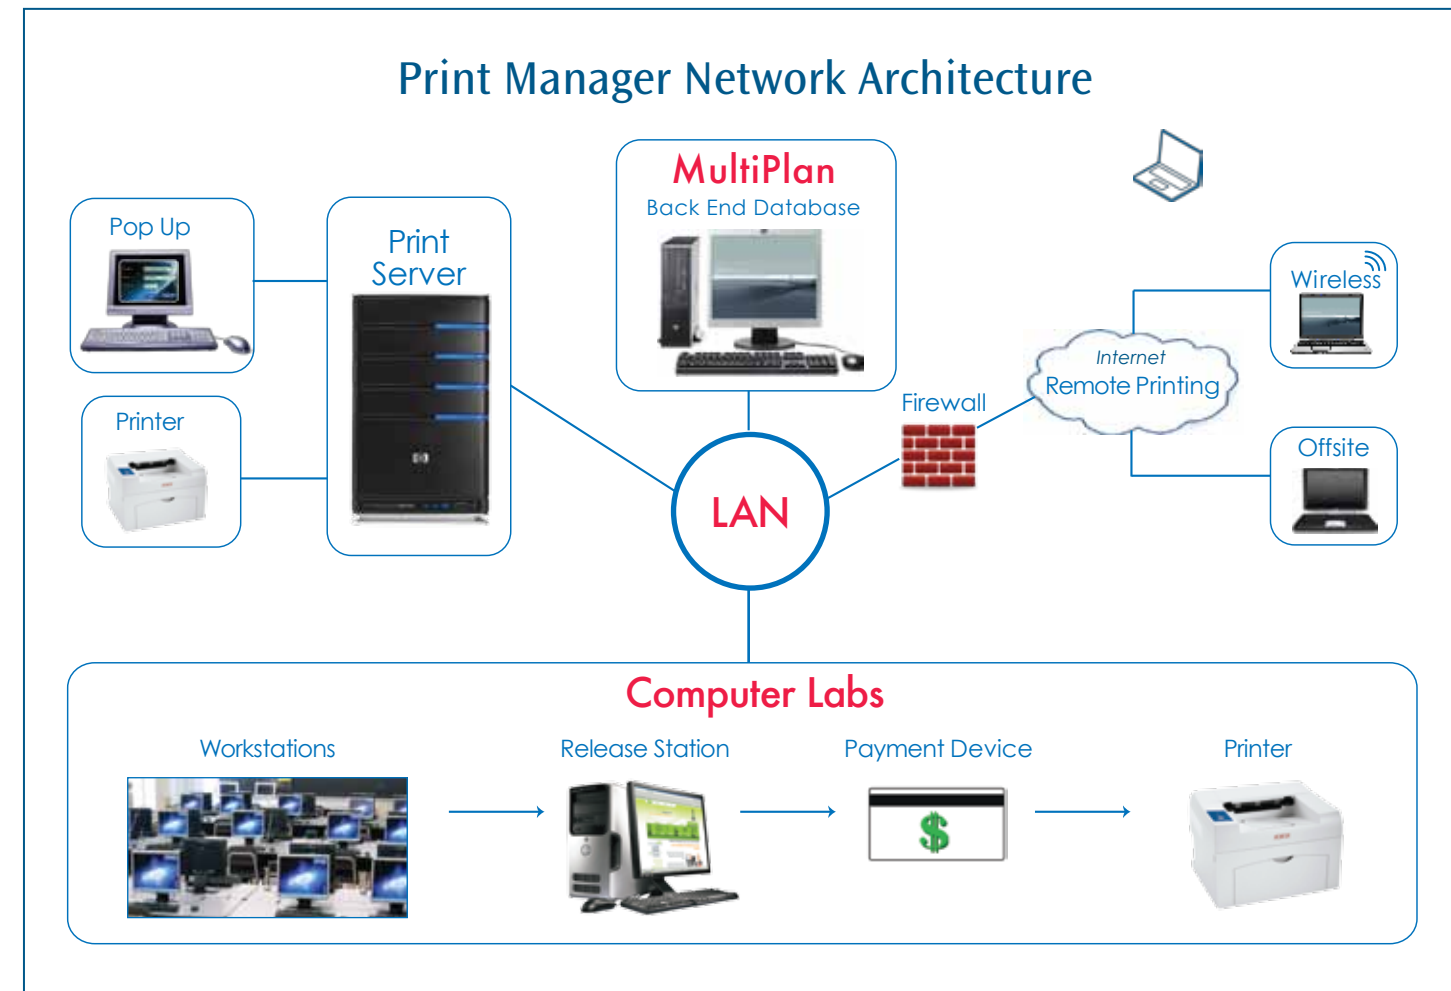 Print Manager Network Architecture
MultiPlan
Back End Database
Pop Up
Print
Server
Printer
Wireless
Internet
Remote Printing
Firewall
Offsite
LAN
Computer Labs
Workstations
Release Station
Payment Device
Printer
$